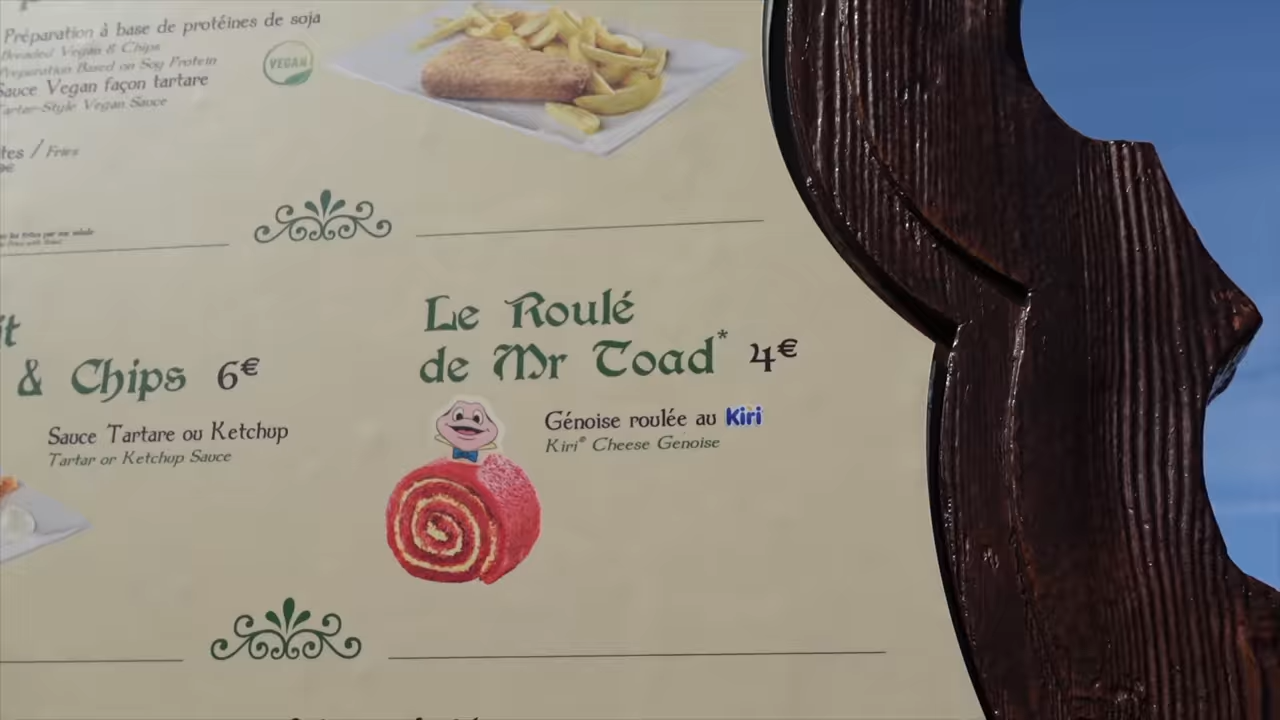 Préparation à base de protéines de soja
Breaded Vegan & Chips
Preparation Based on Soy Protein
Sauce Vegan façon tartare
Tartar-Style Vegan Sauce
VEGAN
/ Fries
& Chips 6€
Sauce Tartare ou Ketchup
Tartar or Ketchup Sauce
Le Roulé
de Mr Toad* 4€
Génoise roulée au Kiri
Kiri® Cheese Genoise